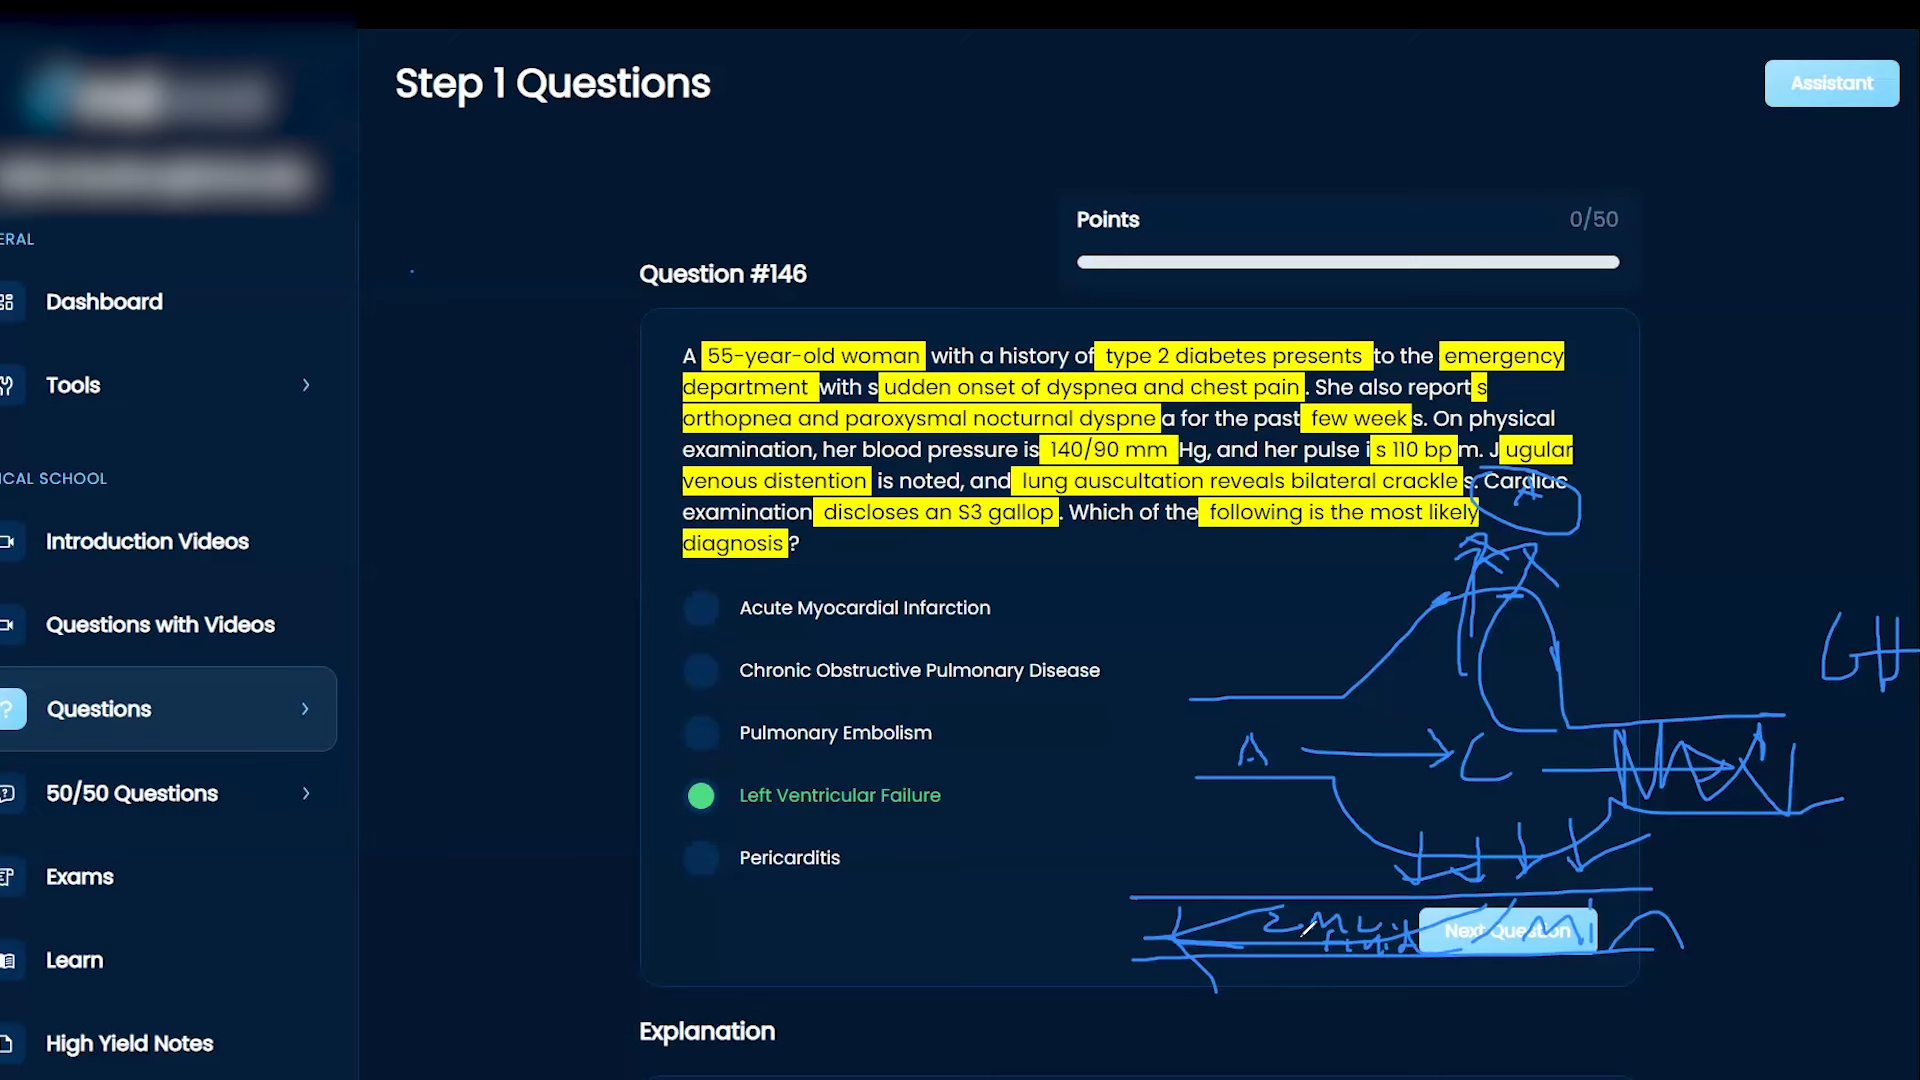 Step 1 Questions
Assistant
Points
0/50
Question #146
ERAL
Dashboard
Tools
ICAL SCHOOL
Introduction Videos
Questions with Videos
Questions
50/50 Questions
Exams
Learn
High Yield Notes
A 55-year-old woman with a history of type 2 diabetes presents to the emergency
department with sudden onset of dyspnea and chest pain. She also reports
orthopnea and paroxysmal nocturnal dyspnea for the past few weeks. On physical
examination, her blood pressure is 140/90 mm Hg, and her pulse is 110 bpm. Jugular
venous distention is noted, and lung auscultation reveals bilateral crackles. Cardiac
examination discloses an S3 gallop. Which of the following is the most likely
diagnosis?
Acute Myocardial Infarction
Chronic Obstructive Pulmonary Disease
Pulmonary Embolism
Left Ventricular Failure
Pericarditis
A
A
C
Next Question
Explanation